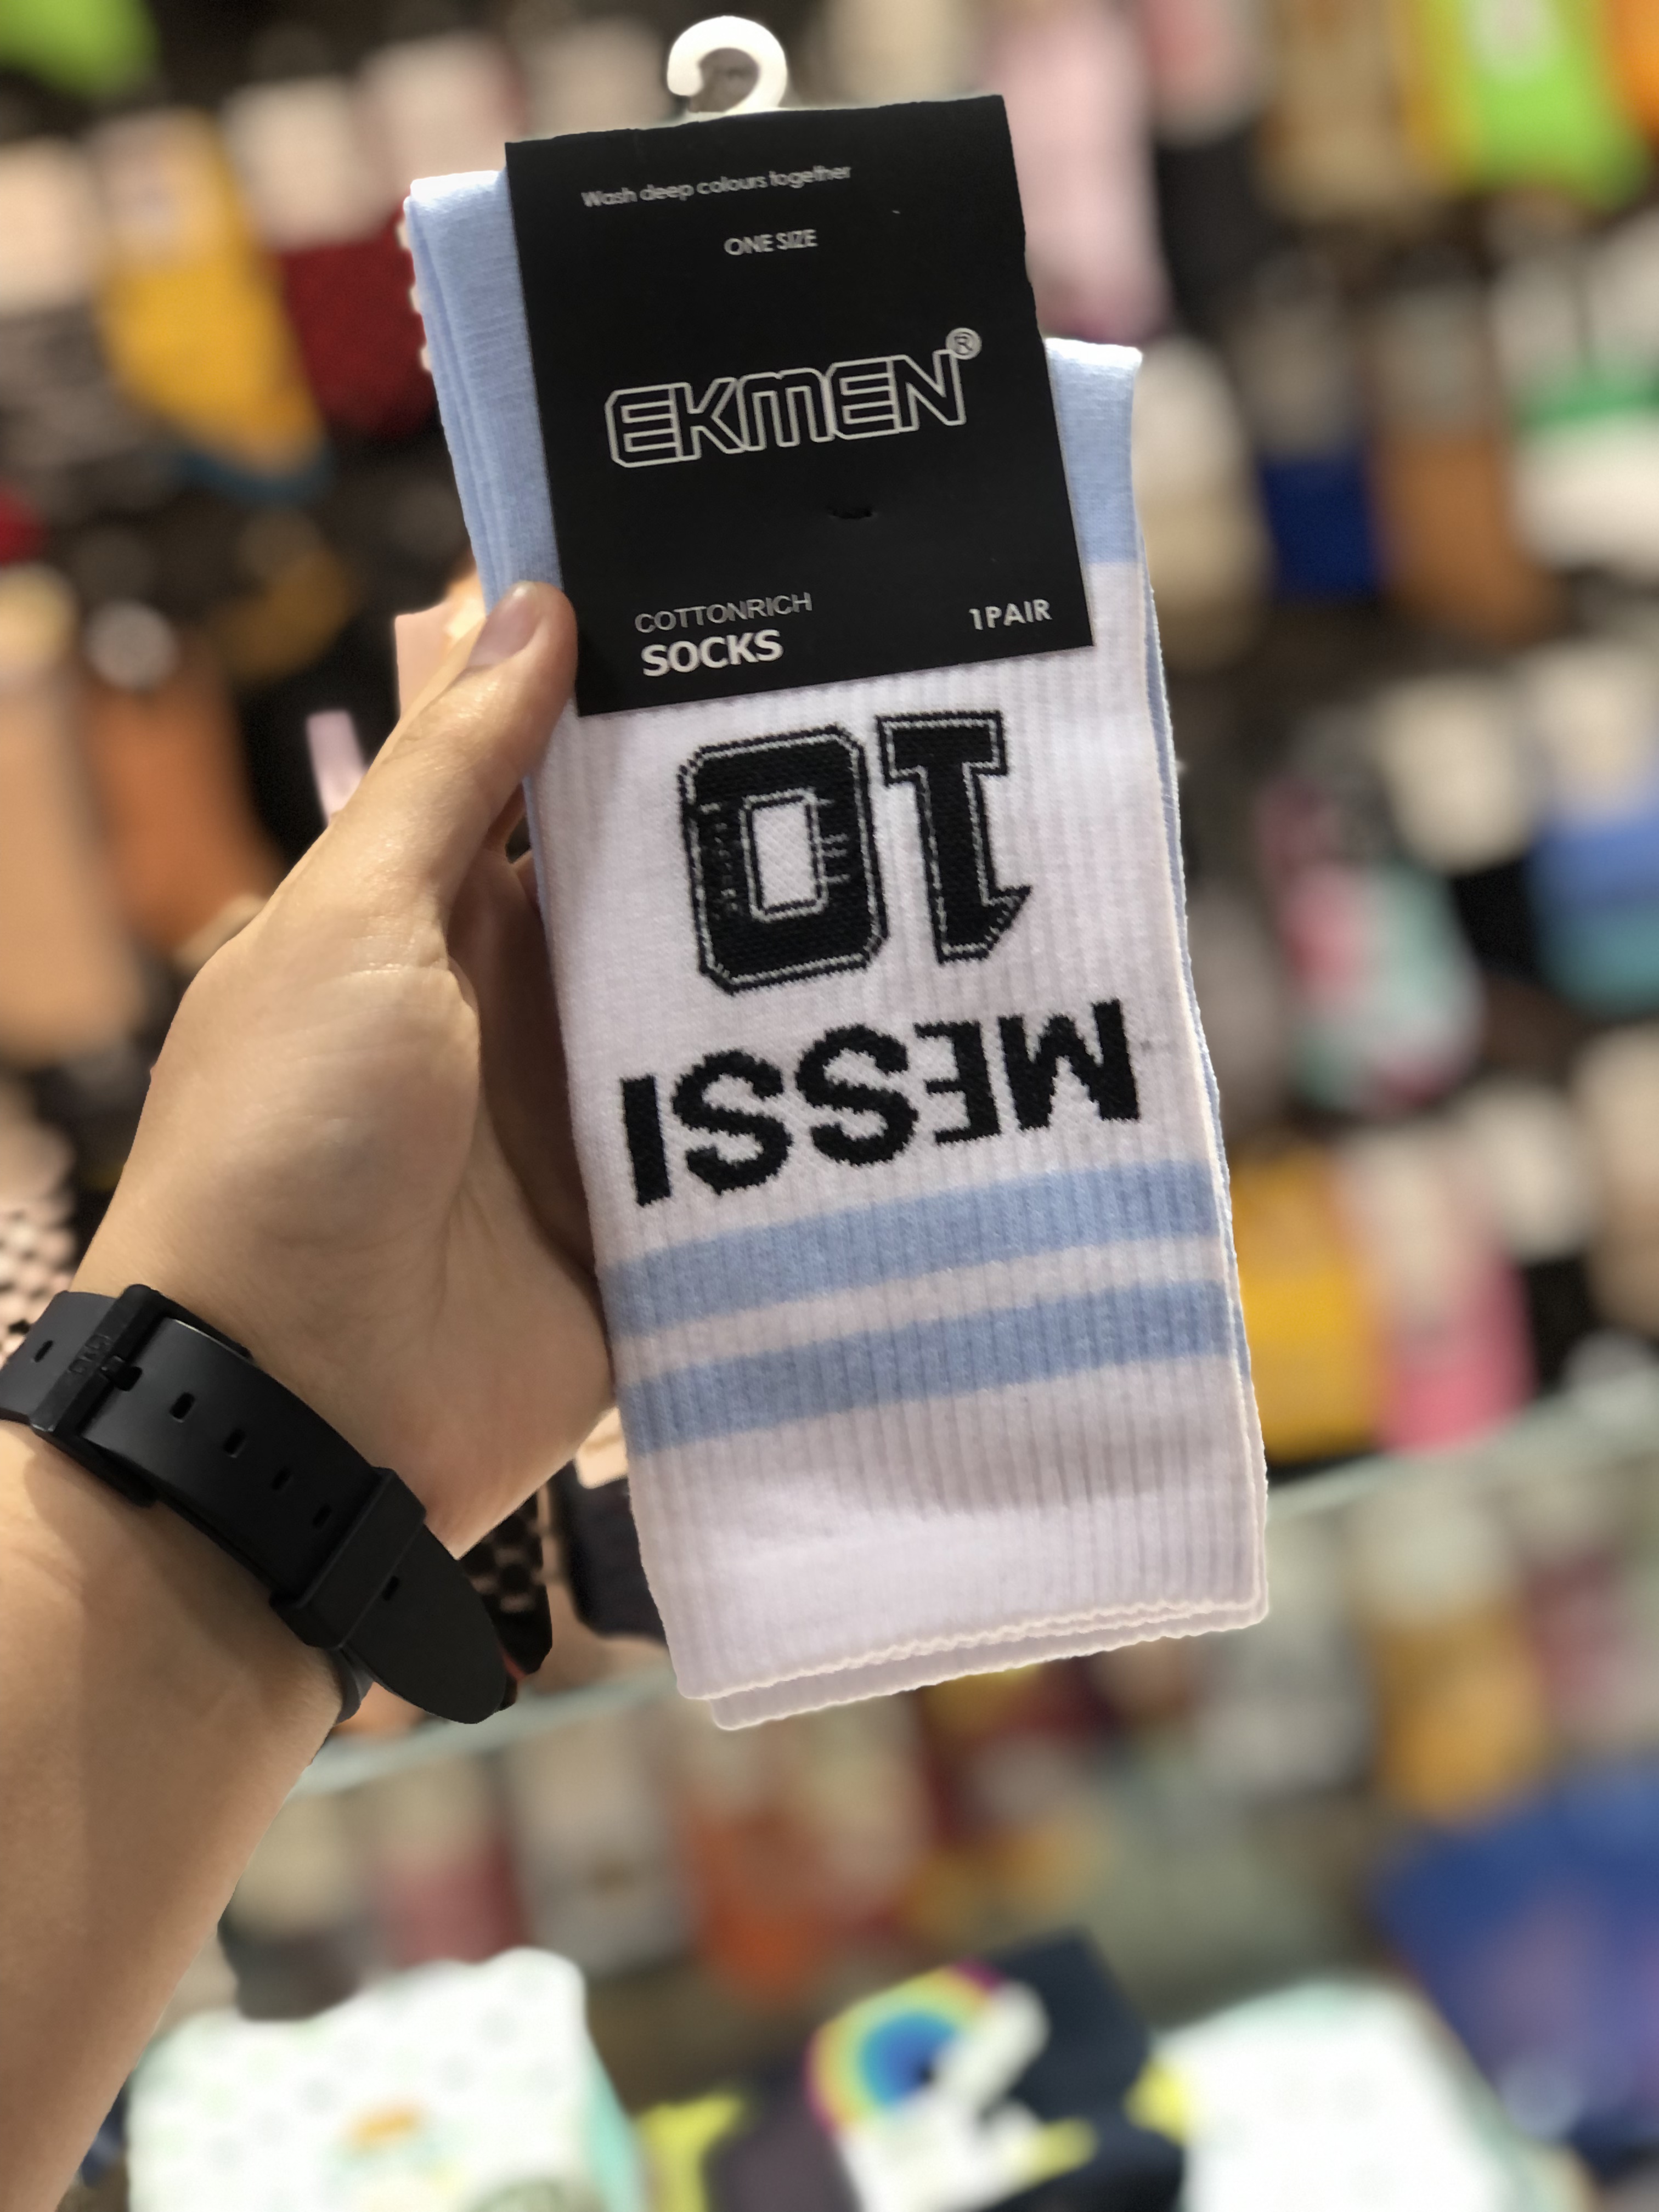 Wash deep colours together
ONE SIZE
EKMEN®
COTTONRICH
SOCKS
1PAIR
MESSI
10